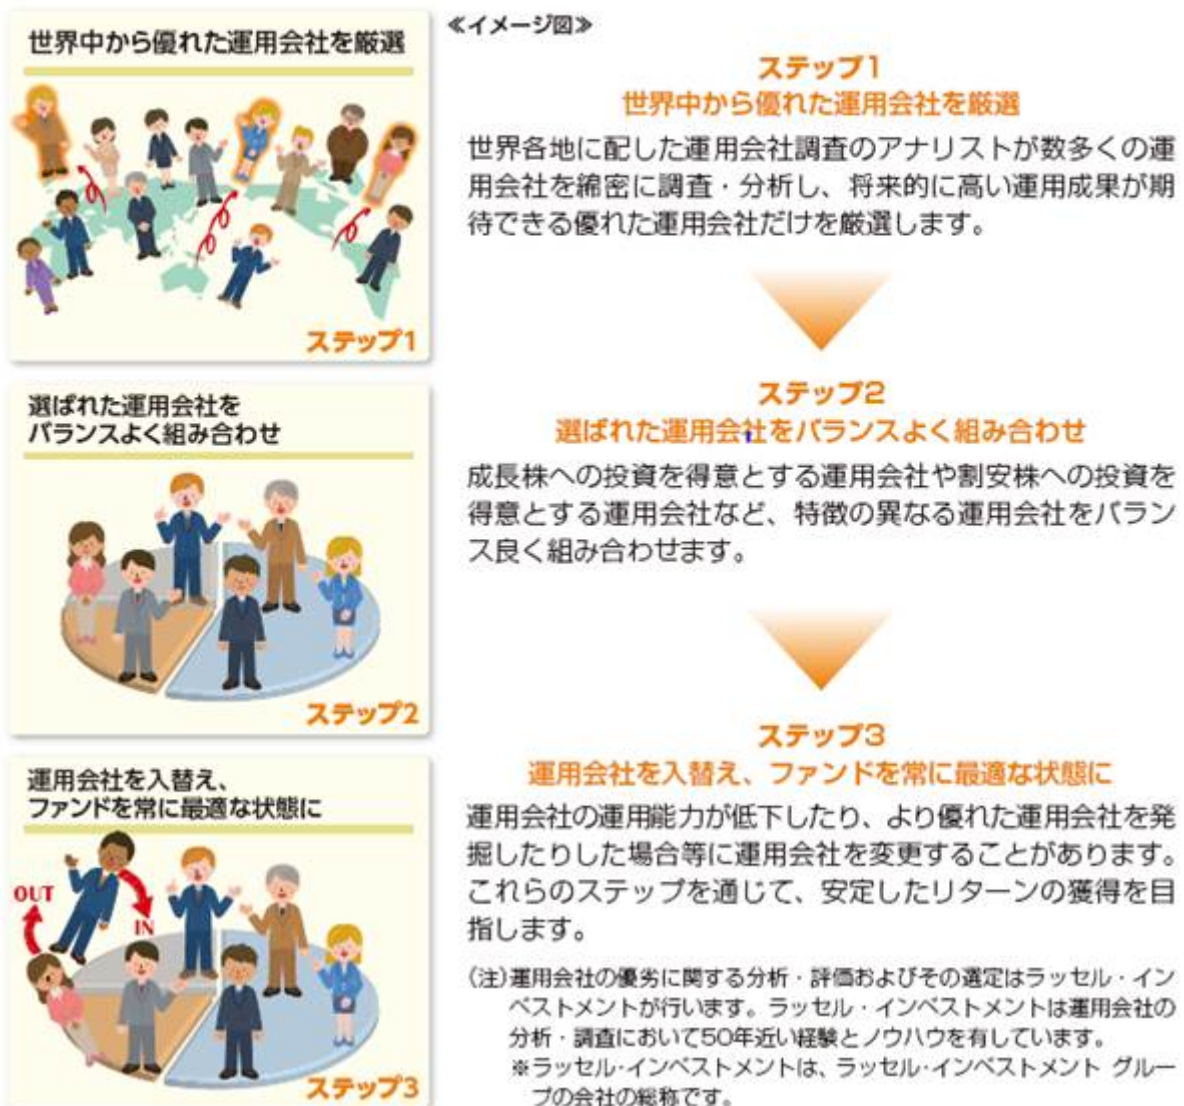 世界中から優れた運用会社を厳選
ステップ1
選ばれた運用会社を
バランスよく組み合わせ
ステップ2
運用会社を入替え、
ファンドを常に最適な状態に
OUT
IN
ステップ3
≪イメージ図≫
ステップ1
世界中から優れた運用会社を厳選
世界各地に配した運用会社調査のアナリストが数多くの運
用会社を綿密に調査・分析し、将来的に高い運用成果が期
待できる優れた運用会社だけを厳選します。
ステップ2
選ばれた運用会社をバランスよく組み合わせ
成長株への投資を得意とする運用会社や割安株への投資を
得意とする運用会社など、特徴の異なる運用会社をバラン
ス良く組み合わせます。
ステップ3
運用会社を入替え、ファンドを常に最適な状態に
運用会社の運用能力が低下したり、より優れた運用会社を発
掘したりした場合等に運用会社を変更することがあります。
これらのステップを通じて、安定したリターンの獲得を目
指します。
(注)運用会社の優劣に関する分析・評価およびその選定はラッセル・イン
ベストメントが行います。ラッセル・インベストメントは運用会社の
分析・調査において50年近い経験とノウハウを有しています。
※ラッセル・インベストメントは、ラッセル・インベストメント グルー
プの会社の総称です。